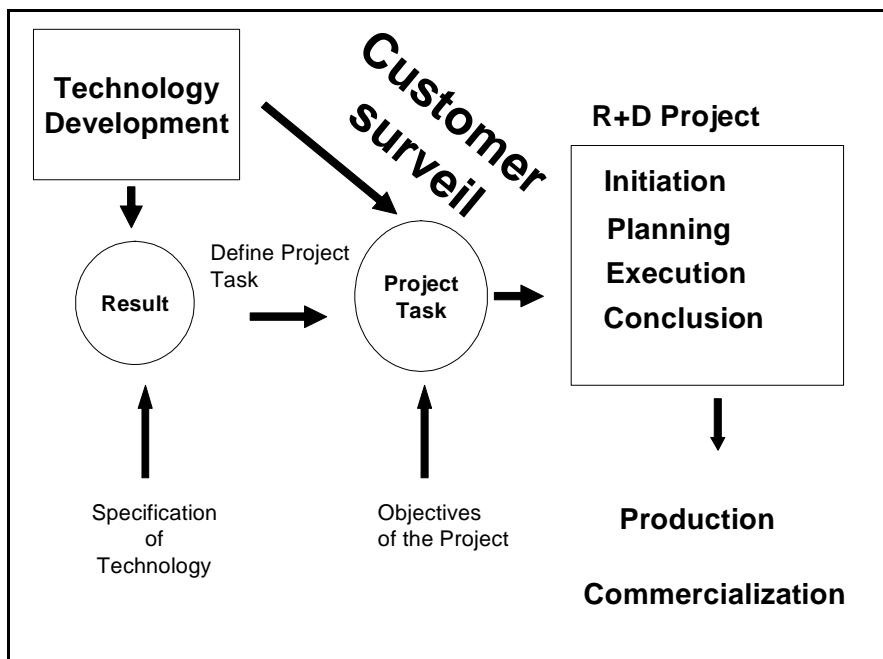 Technology
Development
Customer
surveil
R+D Project
Initiation
Planning
Execution
Conclusion
Define Project
Task
Result
Project
Task
Specification
of
Technology
Objectives
of the Project
Production
Commercialization